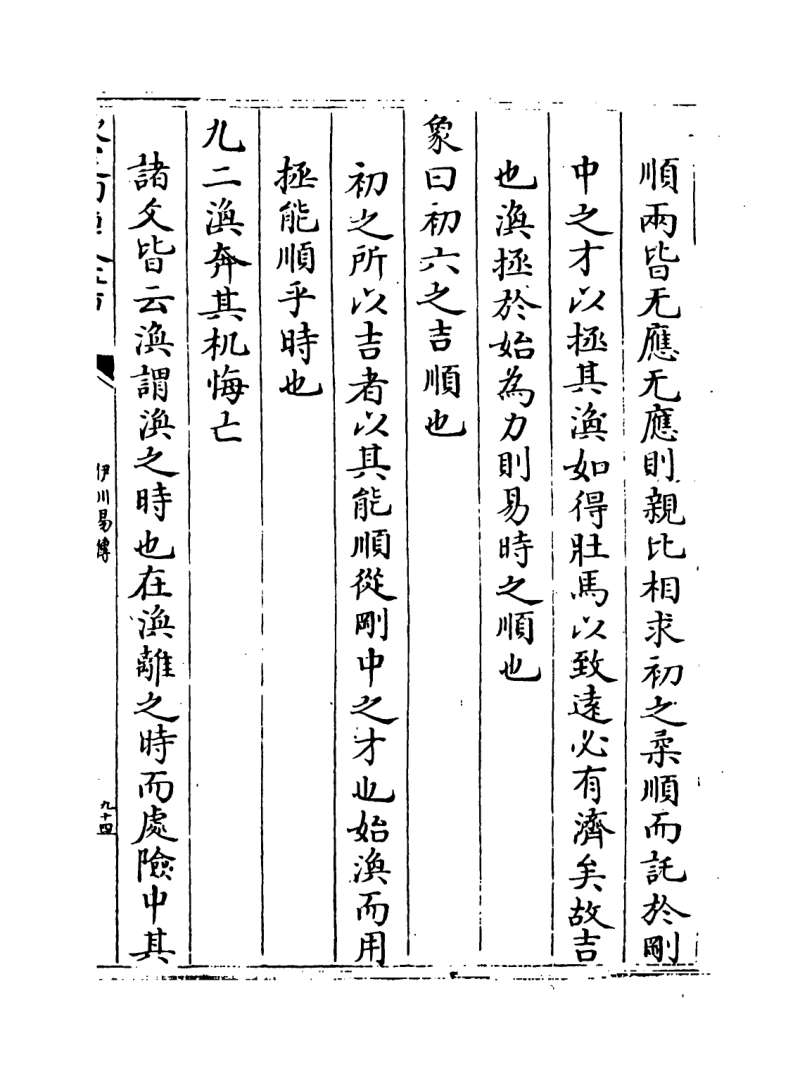 順兩皆无應无應則親比相求初之柔順而託於剛
中之才以拯其渙如得壯馬以致遠必有濟矣故吉
也渙拯於始為力則易時之順也
象曰初六之吉順也
初之所以吉者以其能順從剛中之才也始渙而用
拯能順乎時也
九二渙奔其机悔亡
諸爻皆云渙謂渙之時也在渙離之時而處險中其
伊川易傳
九十四